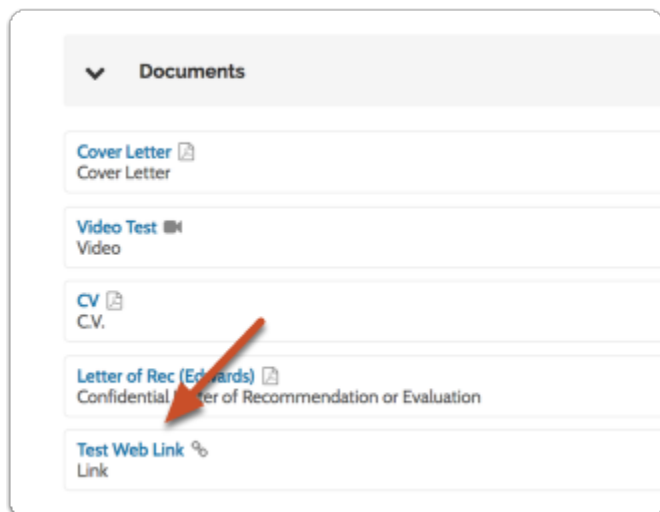 Documents
Cover Letter
Cover Letter
Video Test
Video
CV
C.V.
Letter of Rec (Edwards)
Confidential Letter of Recommendation or Evaluation
Test Web Link
Link